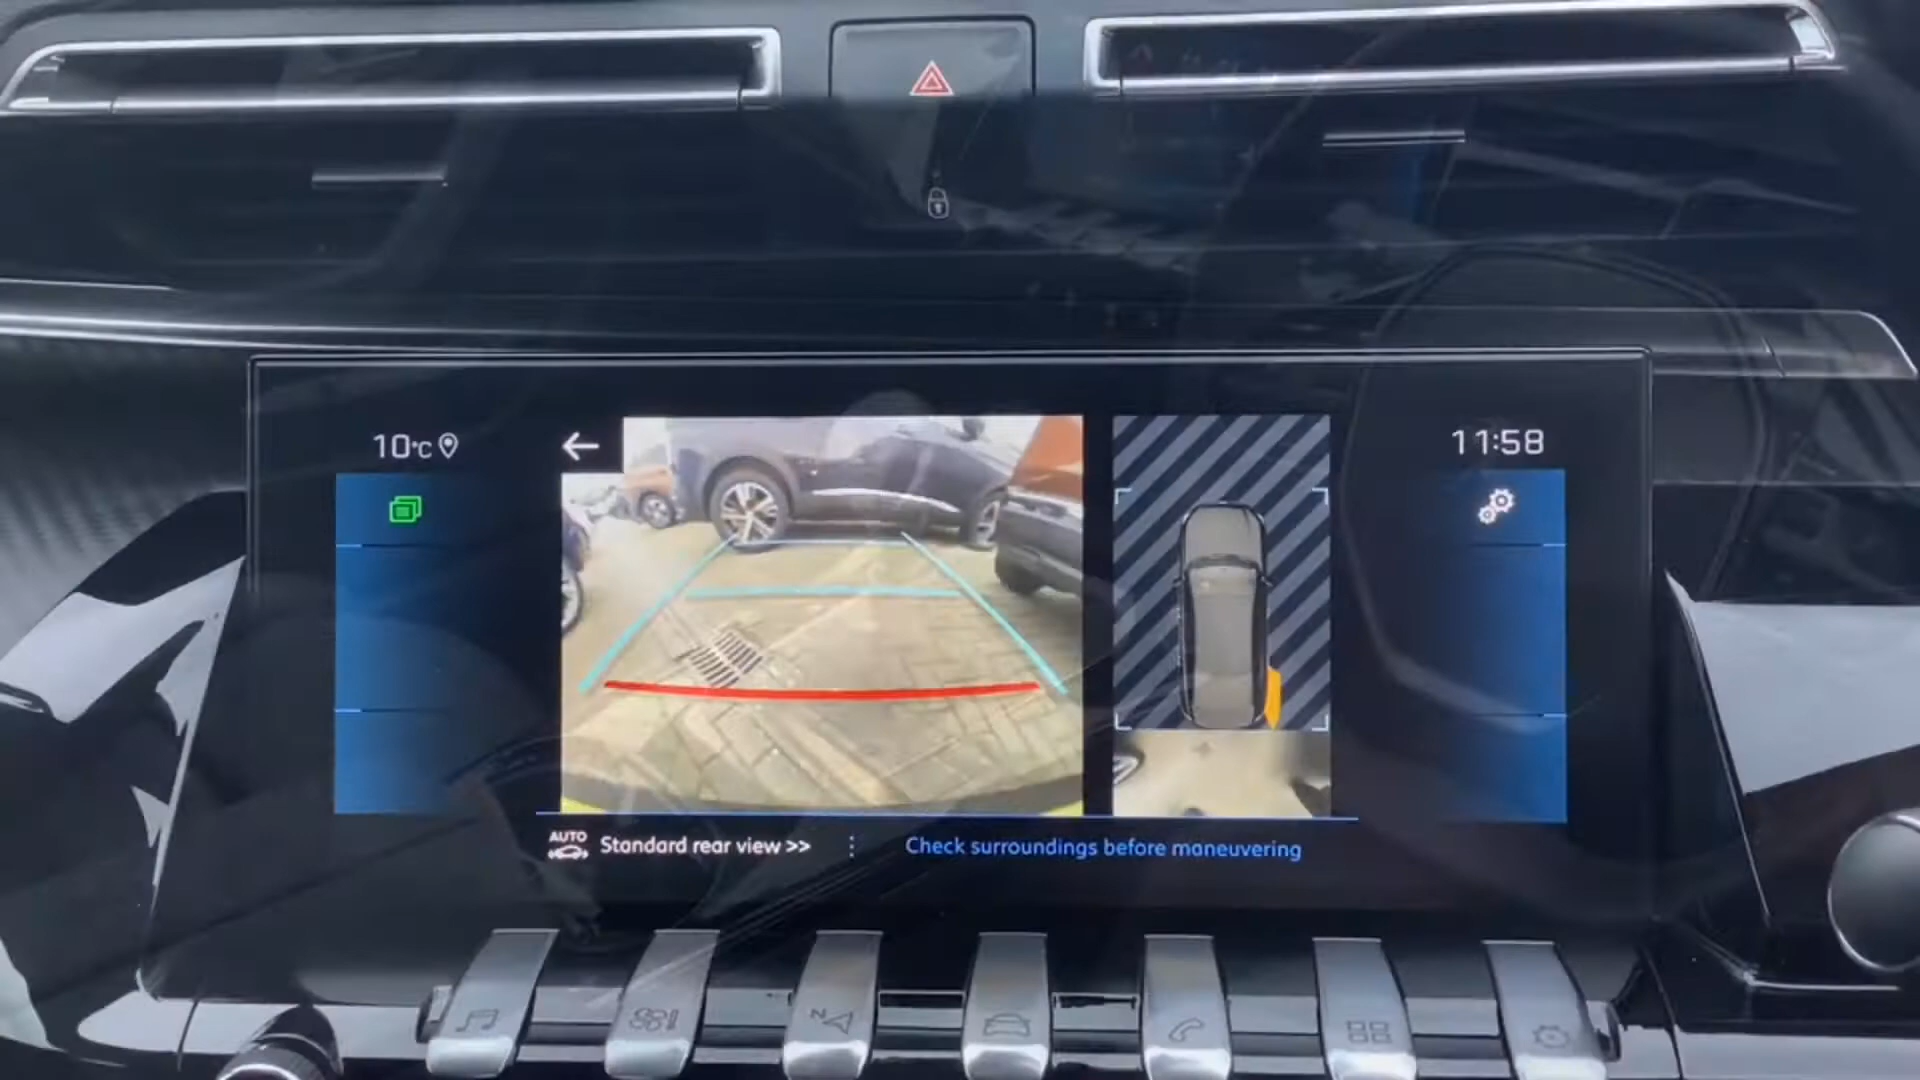 10°C
11:58
AUTO
Standard rear view >>
Check surroundings before maneuvering
N